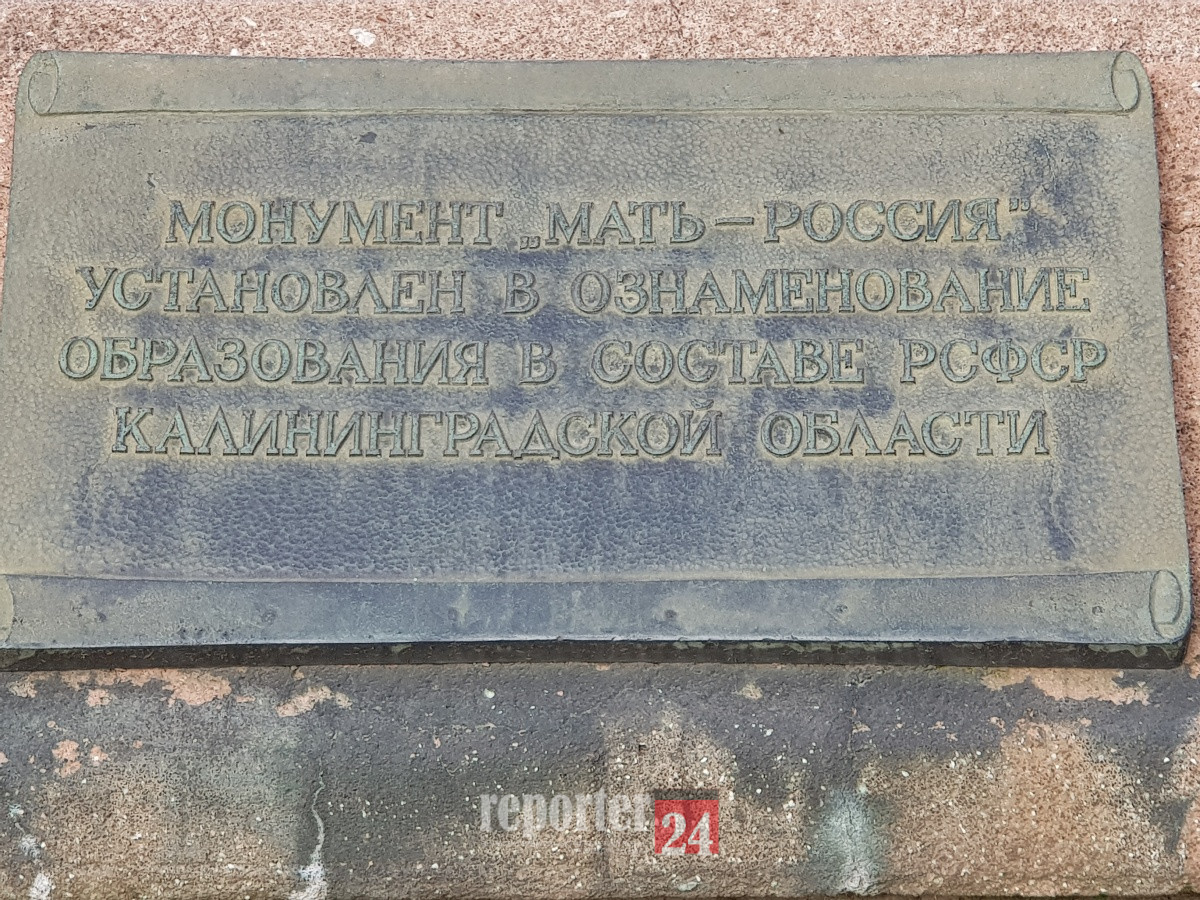 МОНУМЕНТ „МАТЬ – РОССИЯ”
УСТАНОВЛЕН В ОЗНАМЕНОВАНИЕ
ОБРАЗОВАНИЯ В СОСТАВЕ РСФСР
КАЛИНИНГРАДСКОЙ ОБЛАСТИ
reporter 24